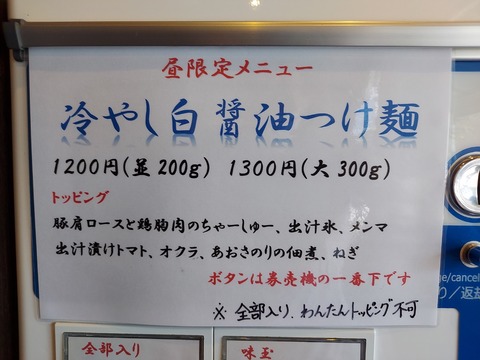 昼限定メニュー
冷やし白醤油つけ麺
1200円(並200g) 1300円(大300g)
トッピング
豚肩ロースと鶏胸肉のちゃーしゅー、出汁氷、メンマ
出汁漬けトマト、オクラ、あおさのりの佃煮、ねぎ
ボタンは券売機の一番下です
※全部入り、わんたんトッピング不可
ge/cancel
り/返却
全部入り
味玉